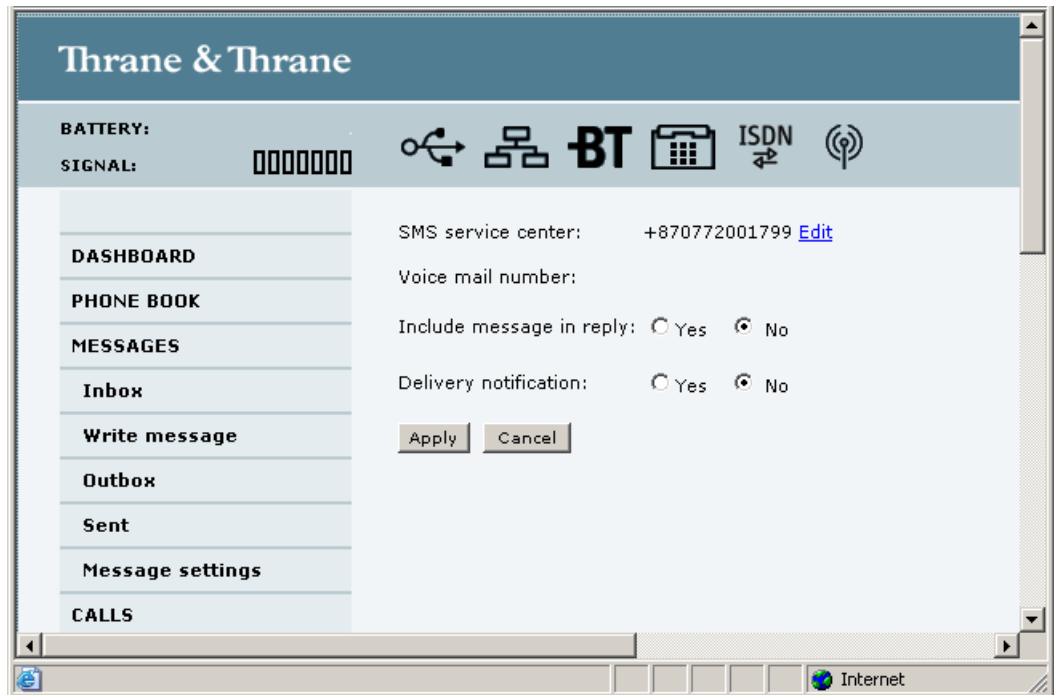 Thrane & Thrane
BATTERY:
SIGNAL:
BT
ISDN
DASHBOARD
PHONE BOOK
MESSAGES
Inbox
Write message
Outbox
Sent
Message settings
CALLS
SMS service center: +870772001799 Edit
Voice mail number:
Include message in reply: Yes No
Delivery notification: Yes No
Apply Cancel
Internet